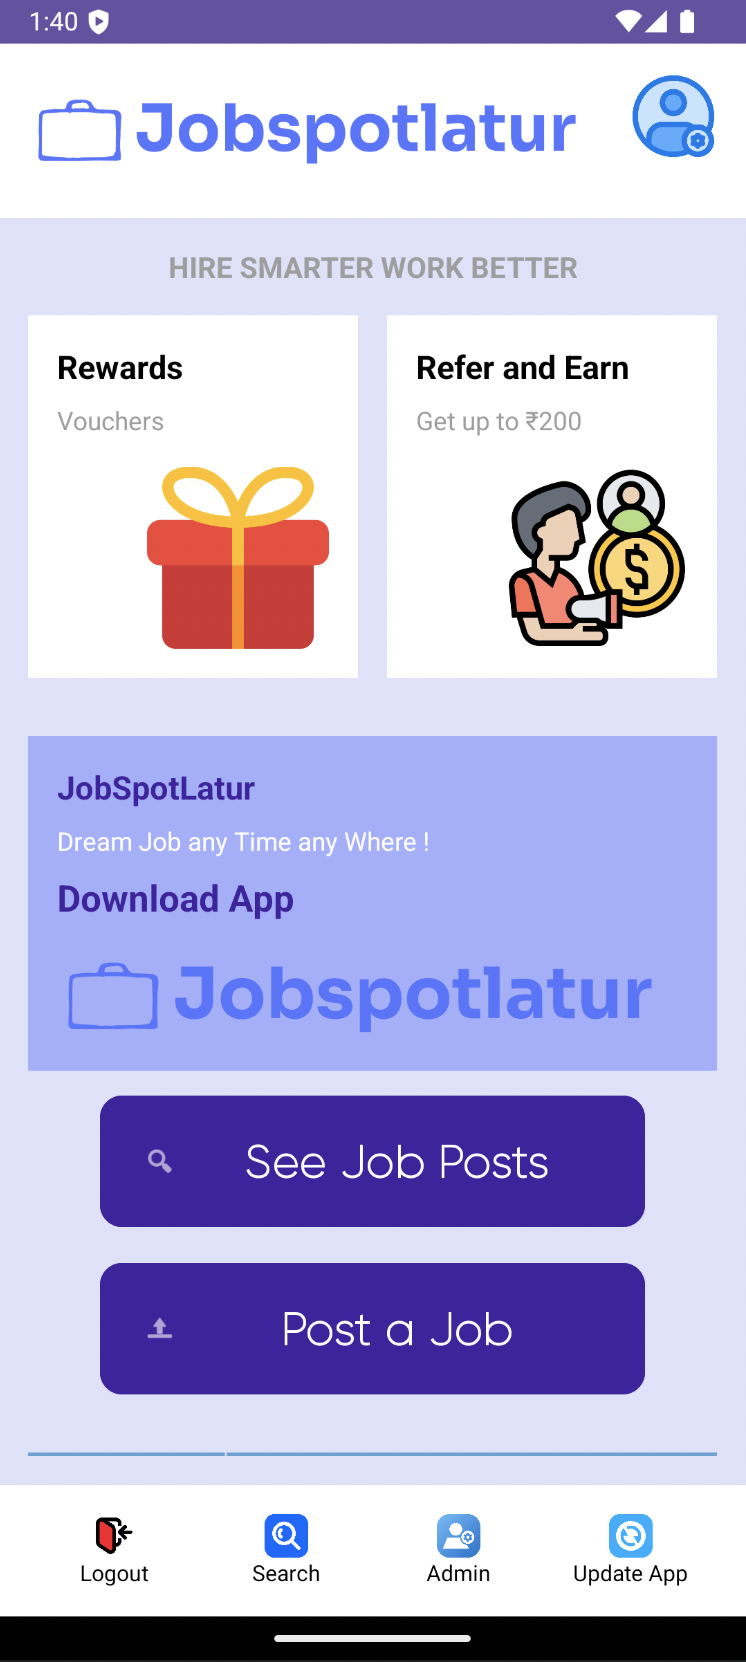 1:40
Jobspotlatur
HIRE SMARTER WORK BETTER
Rewards
Vouchers
Refer and Earn
Get up to ₹200
$
JobSpotLatur
Dream Job any Time any Where !
Download App
Jobspotlatur
See Job Posts
Post a Job
Logout
Search
Admin
Update App